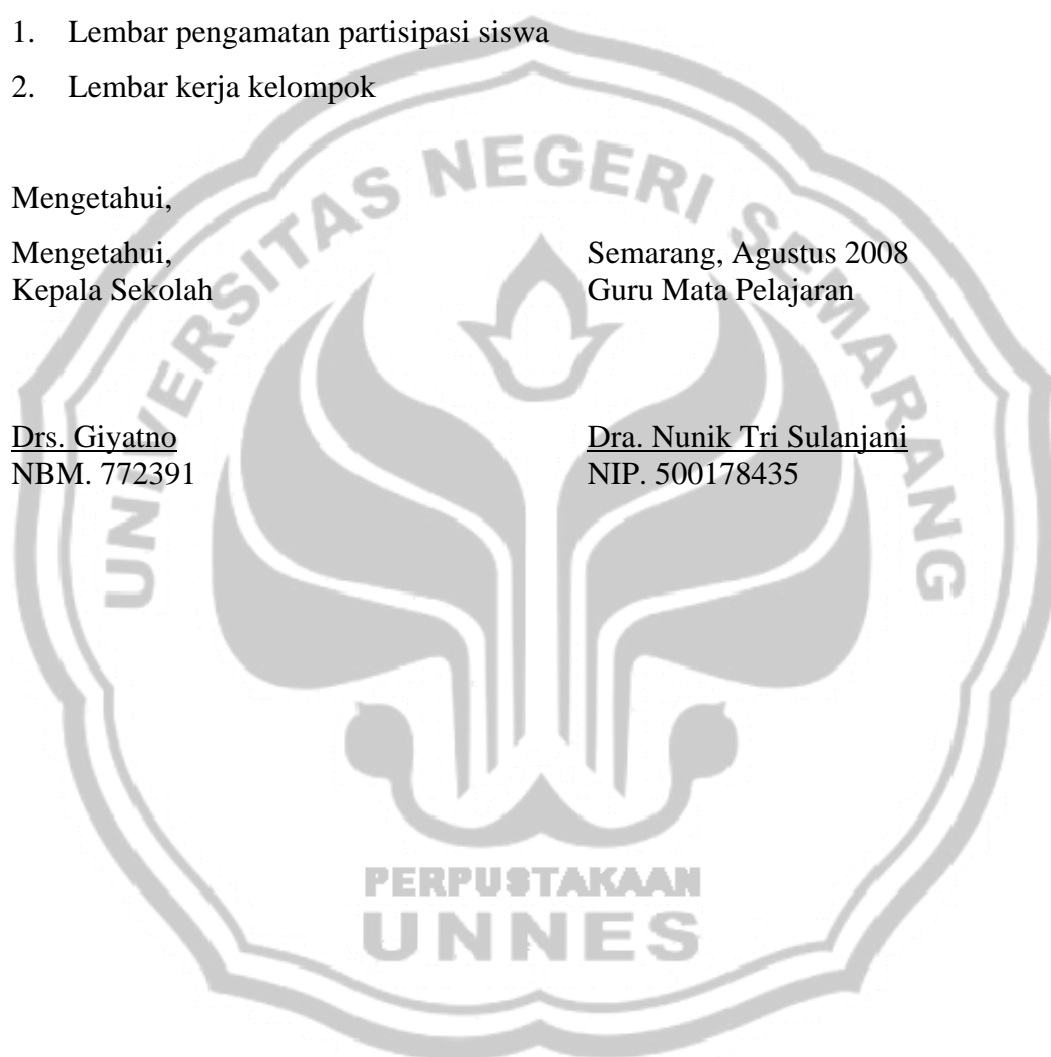 1. Lembar pengamatan partisipasi siswa
2. Lembar kerja kelompok
Mengetahui,
Mengetahui,
Kepala Sekolah
Semarang, Agustus 2008
Guru Mata Pelajaran
Drs. Giyatno
NBM. 772391
Dra. Nunik Tri Sulanjani
NIP. 500178435
UNIVERSITAS NEGERI SEMARANG
PERPUSTAKAAN
UNNES